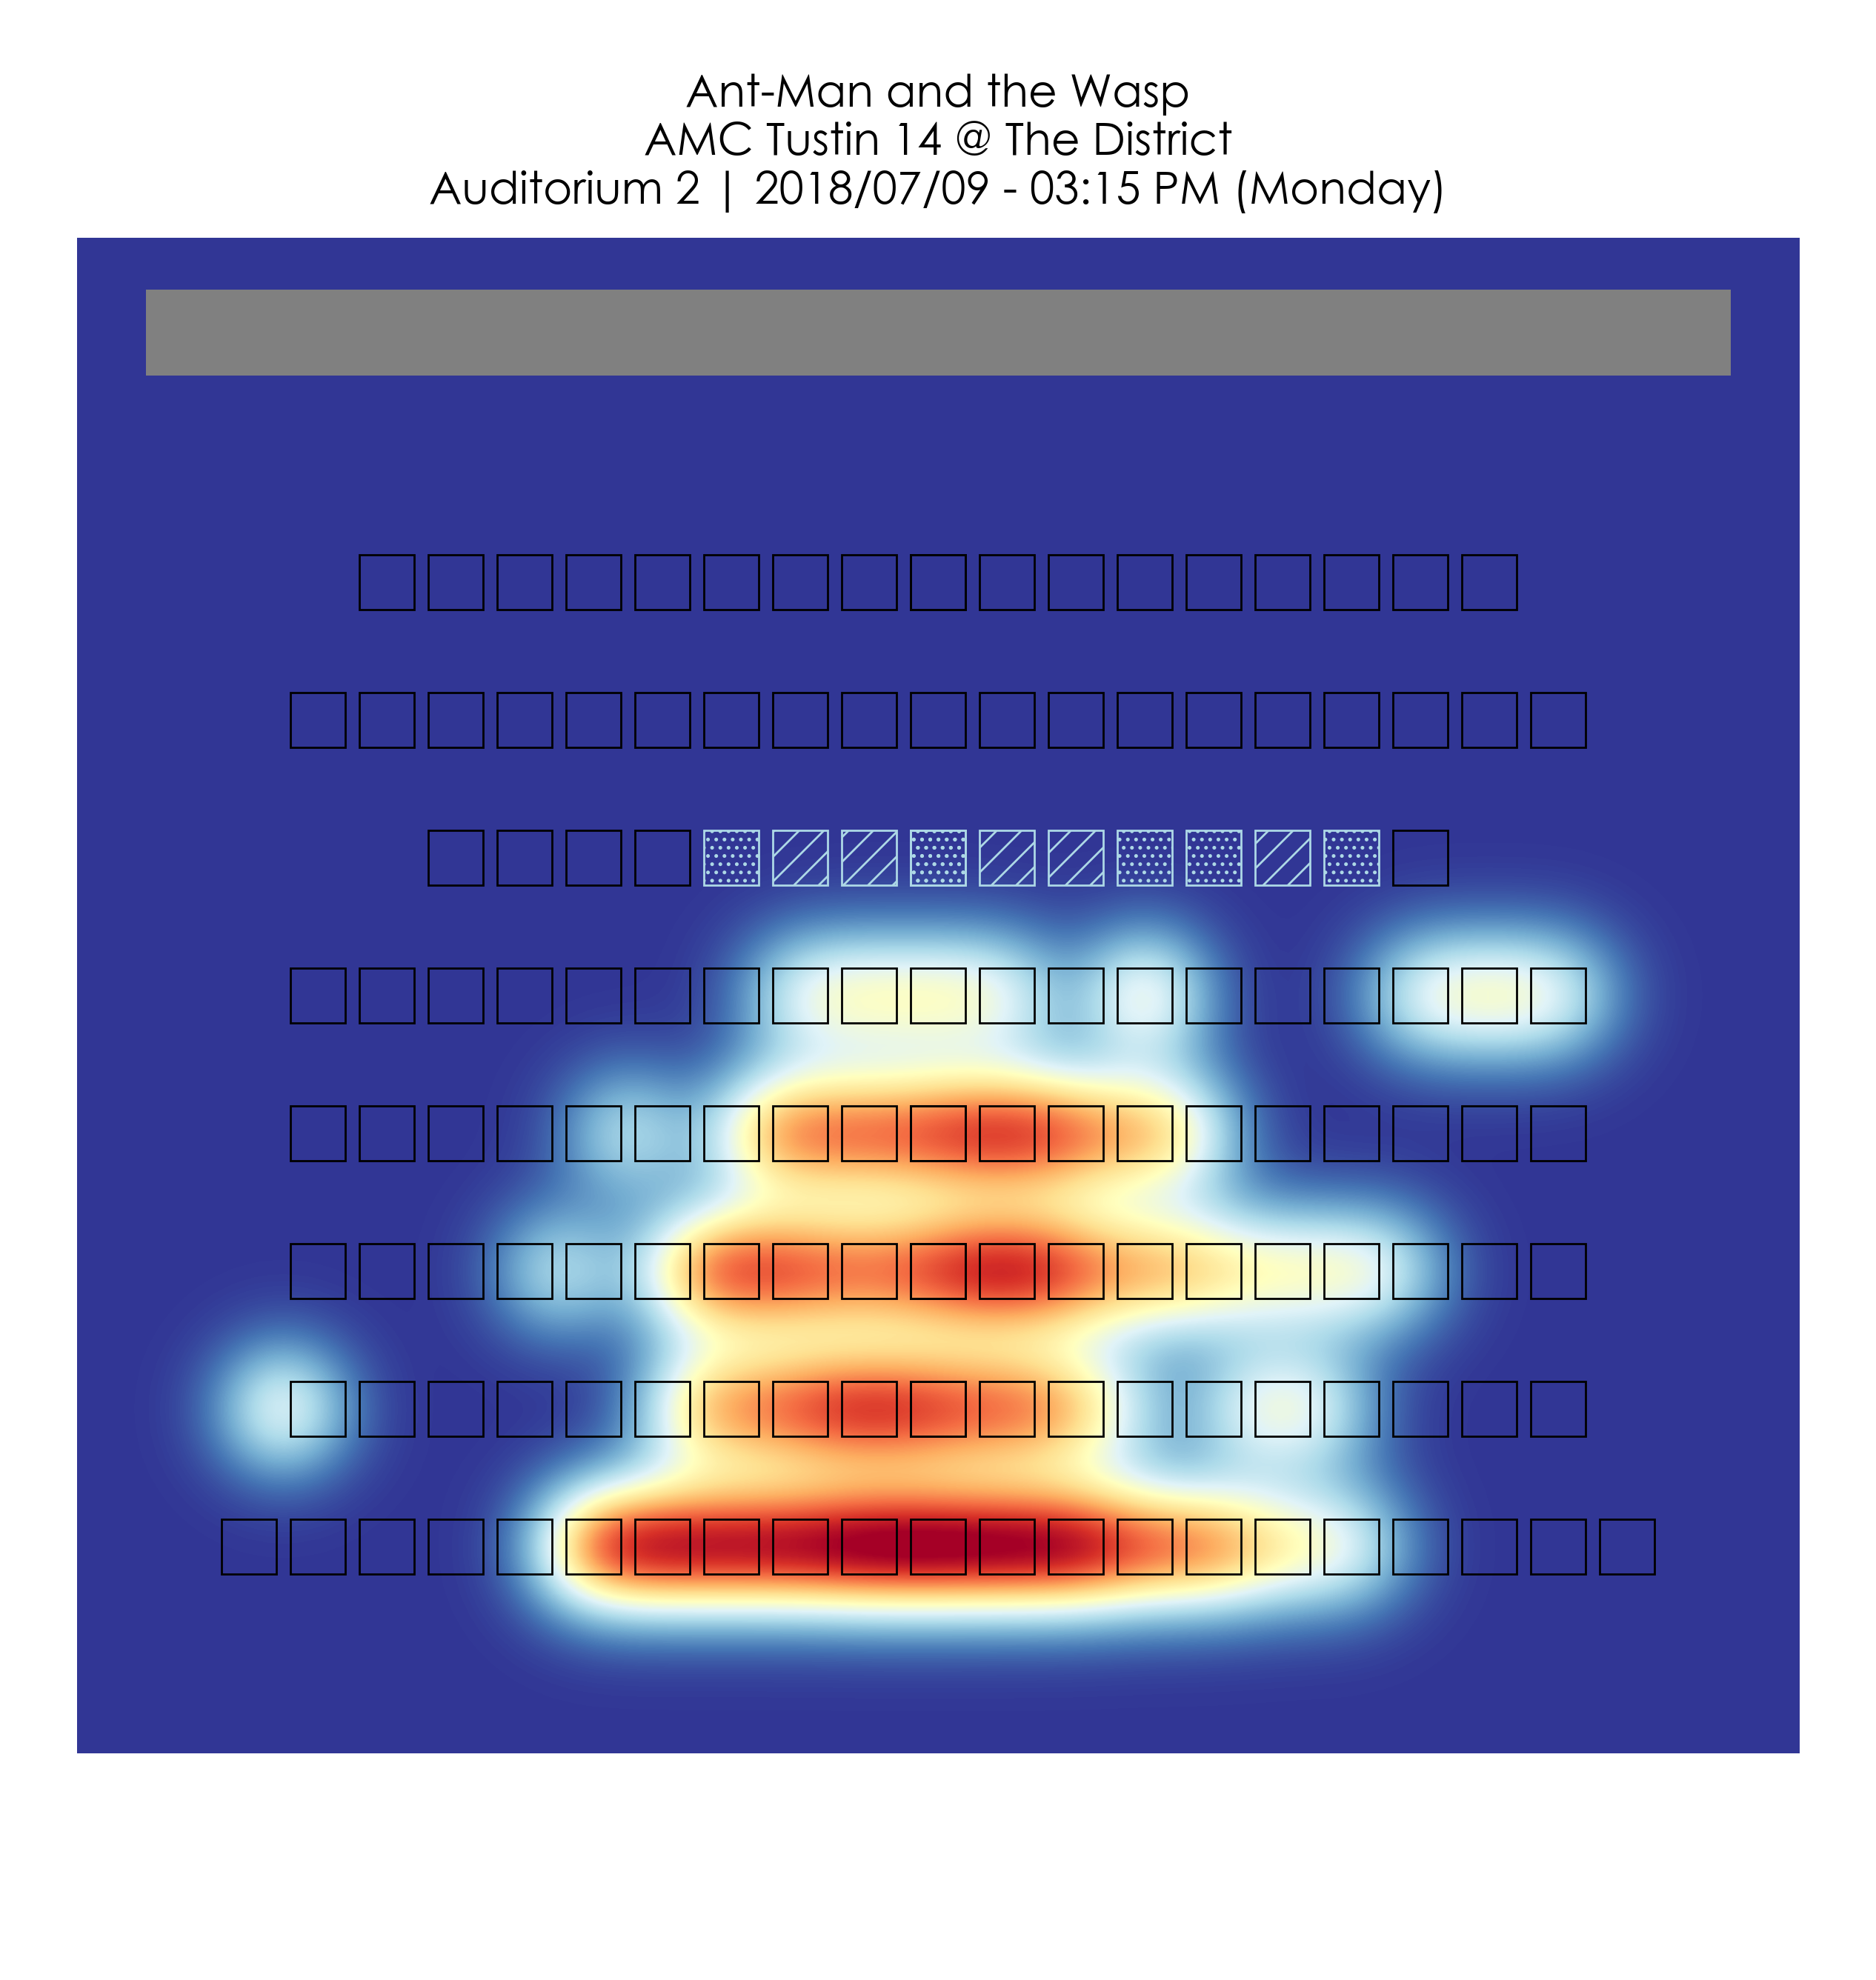 Ant-Man and the Wasp
AMC Tustin 14 @ The District
Auditorium 2 | 2018/07/09 - 03:15 PM (Monday)